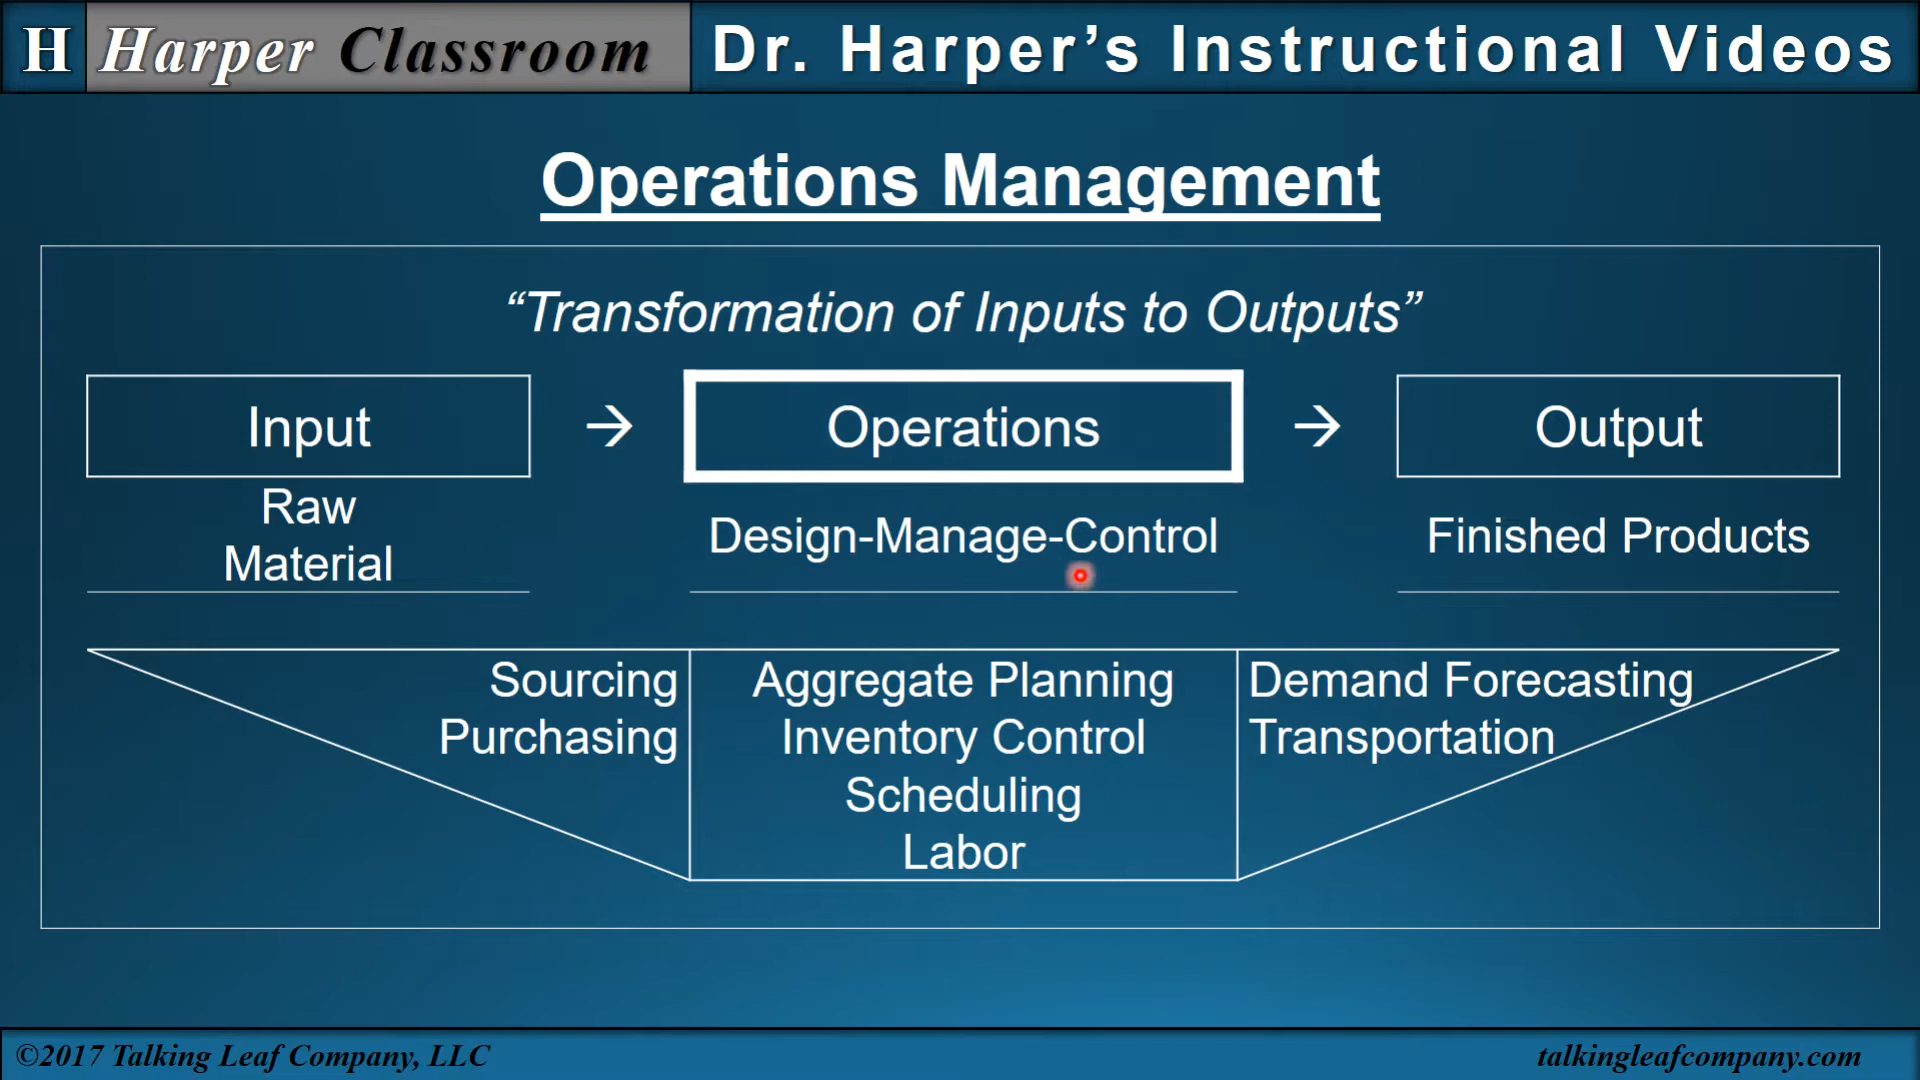 H Harper Classroom Dr. Harper’s Instructional Videos
Operations Management
“Transformation of Inputs to Outputs”
Input → Operations → Output
Raw
Material
Design-Manage-Control
Finished Products
Sourcing
Purchasing
Aggregate Planning
Inventory Control
Scheduling
Labor
Demand Forecasting
Transportation
©2017 Talking Leaf Company, LLC
talkingleafcompany.com